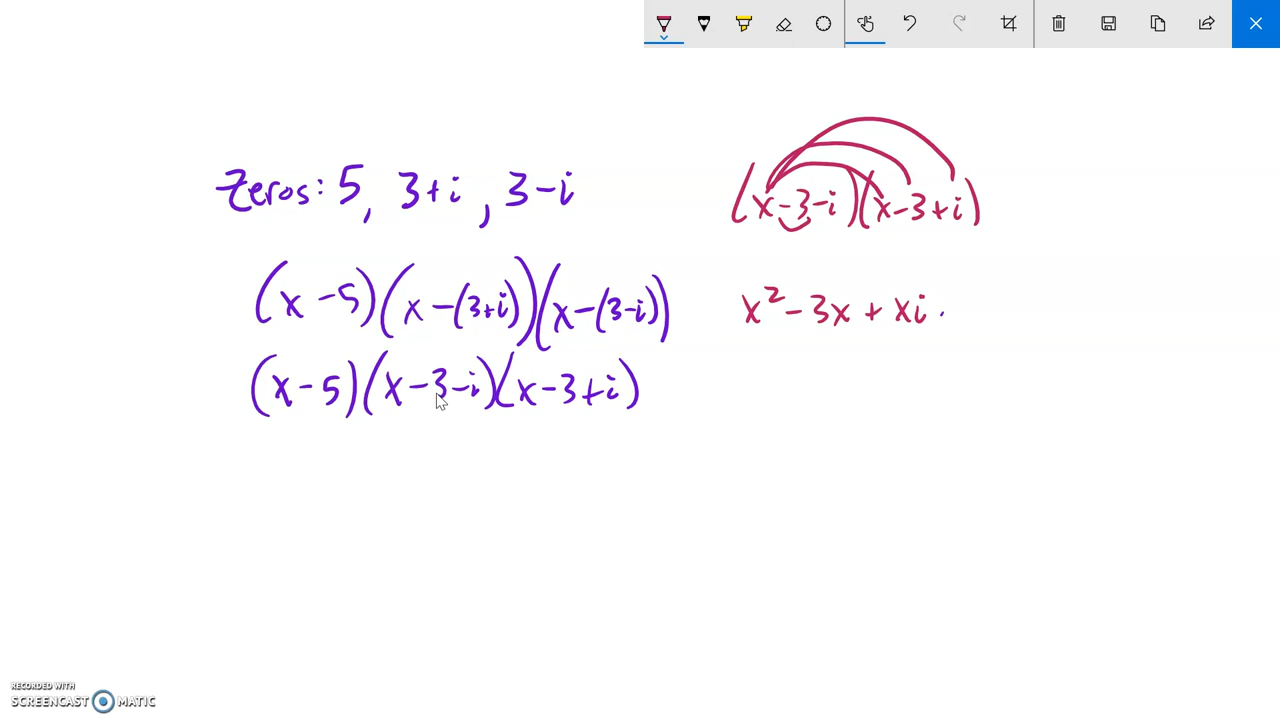 Zeros: 5, 3+i, 3-i
(x-5)(x-(3+i))(x-(3-i))
(x-5)(x-3-i)(x-3+i)
(x-3-i)(x-3+i)
x² - 3x + xi
RECORDED WITH
SCREENCAST MATIC